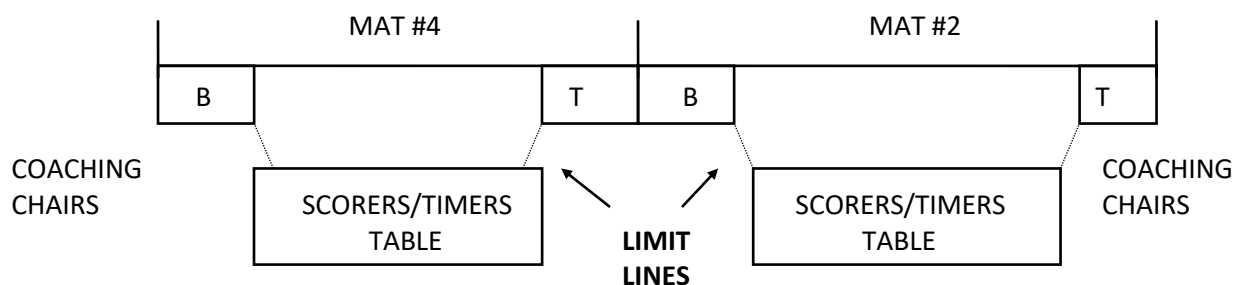 MAT #4
MAT #2
B
T
B
T
COACHING
CHAIRS
SCORERS/TIMERS
TABLE
LIMIT
LINES
SCORERS/TIMERS
TABLE
COACHING
CHAIRS